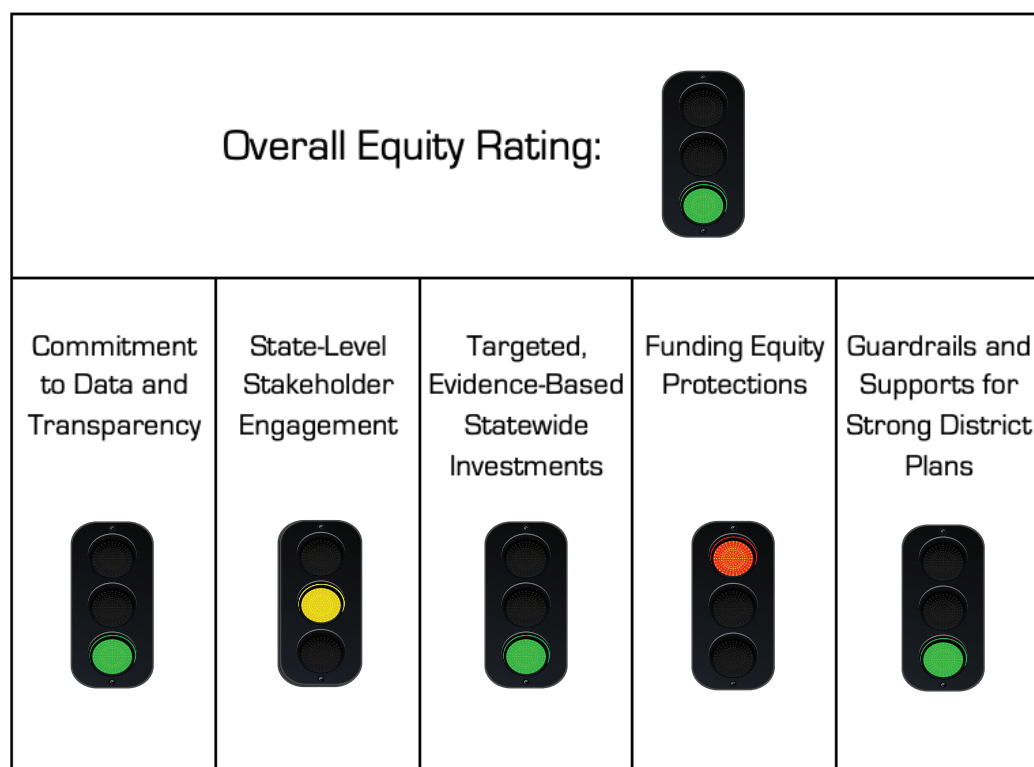 Overall Equity Rating:
Commitment
to Data and
Transparency
State-Level
Stakeholder
Engagement
Targeted,
Evidence-Based
Statewide
Investments
Funding Equity
Protections
Guardrails and
Supports for
Strong District
Plans